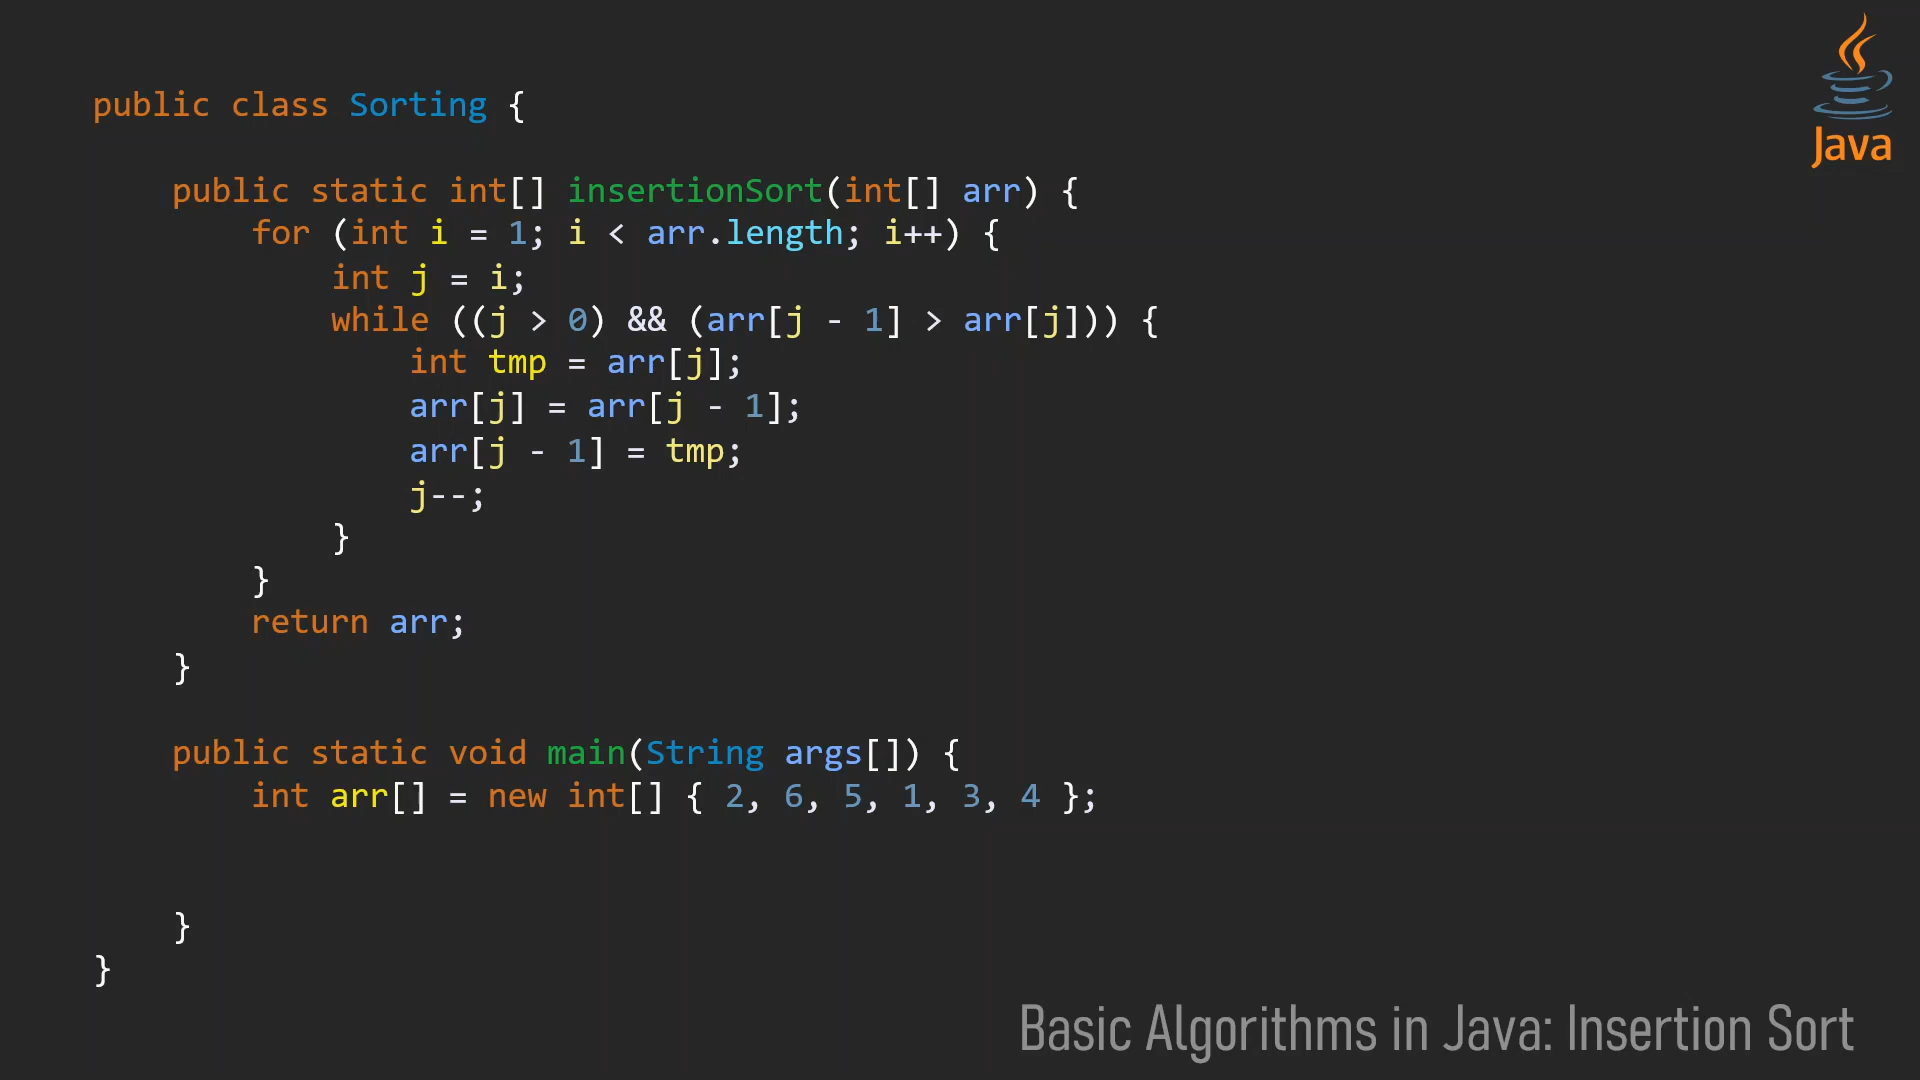 Java
public class Sorting {
    public static int[] insertionSort(int[] arr) {
        for (int i = 1; i < arr.length; i++) {
            int j = i;
            while ((j > 0) && (arr[j - 1] > arr[j])) {
                int tmp = arr[j];
                arr[j] = arr[j - 1];
                arr[j - 1] = tmp;
                j--;
            }
        }
        return arr;
    }
    public static void main(String args[]) {
        int arr[] = new int[] { 2, 6, 5, 1, 3, 4 };
    }
}
Basic Algorithms in Java: Insertion Sort